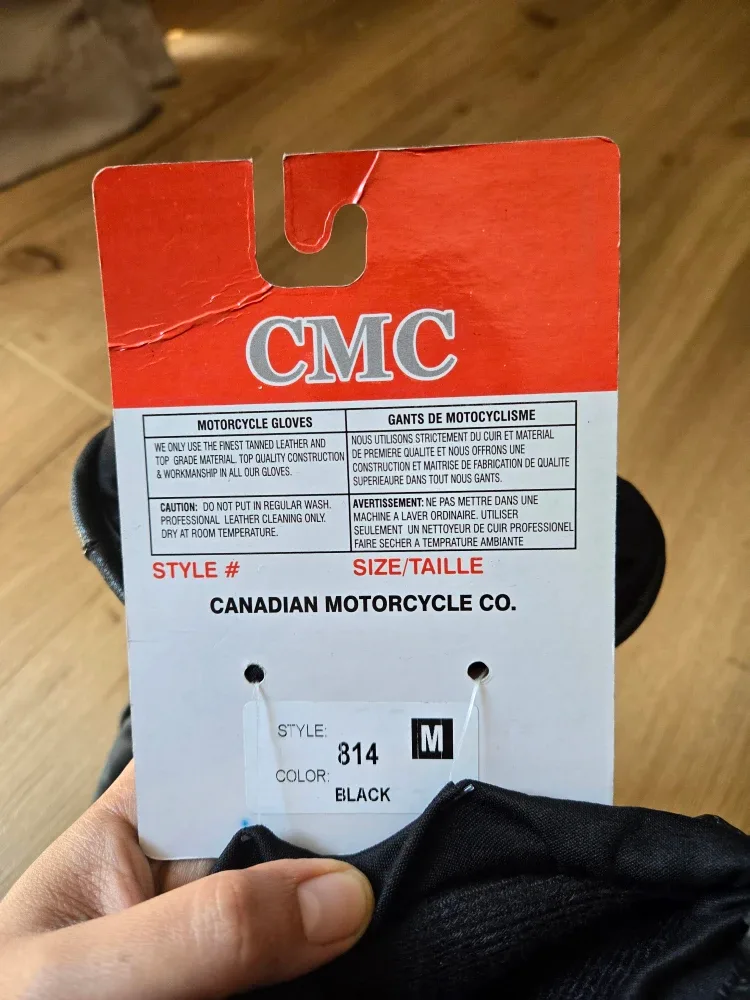 CMC
MOTORCYCLE GLOVES
WE ONLY USE THE FINEST TANNED LEATHER AND
TOP GRADE MATERIAL. TOP QUALITY CONSTRUCTION
& WORKMANSHIP IN ALL OUR GLOVES.
GANTS DE MOTOCYCLISME
NOUS UTILISONS STRICTEMENT DU CUIR ET MATERIAL
DE PREMIERE QUALITE ET NOUS OFFRONS UNE
CONSTRUCTION ET MAITRISE DE FABRICATION DE QUALITE
SUPERIEAURE DANS TOUT NOUS GANTS.
CAUTION: DO NOT PUT IN REGULAR WASH.
PROFESSIONAL LEATHER CLEANING ONLY.
DRY AT ROOM TEMPERATURE.
AVERTISSEMENT: NE PAS METTRE DANS UNE
MACHINE A LAVER ORDINAIRE. UTILISER
SEULEMENT UN NETTOYEUR DE CUIR PROFESSIONEL
FAIRE SECHER A TEMPRATURE AMBIANTE
STYLE #
SIZE/TAILLE
CANADIAN MOTORCYCLE CO.
STYLE:
814
M
COLOR:
BLACK